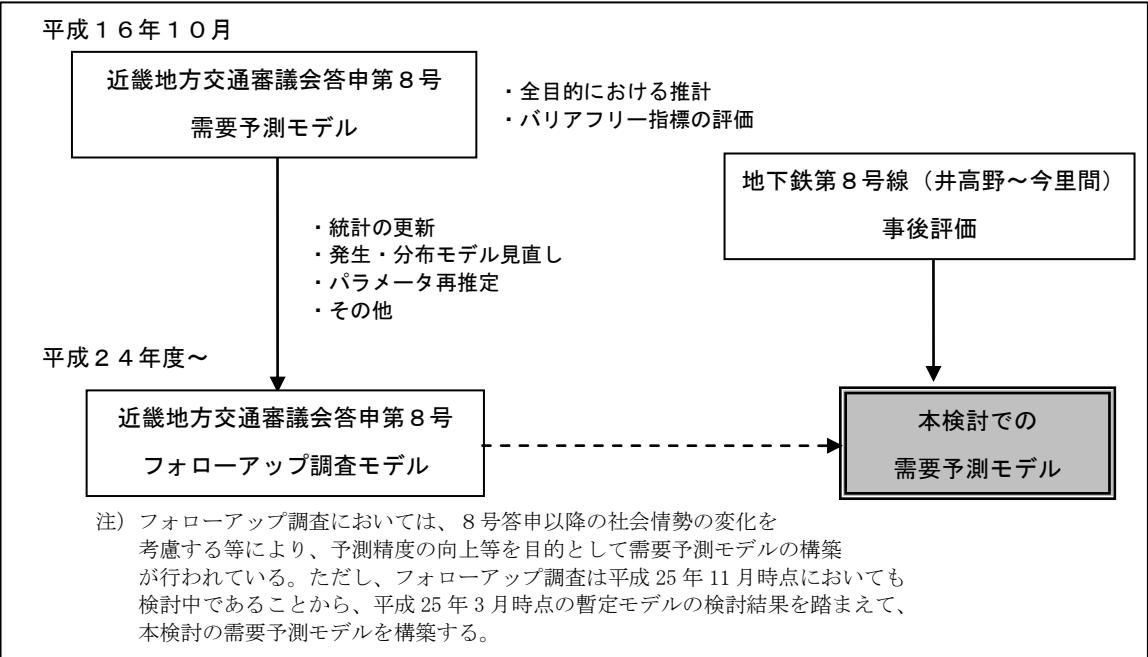 平成１６年１０月
近畿地方交通審議会答申第８号
需要予測モデル
・全目的における推計
・バリアフリー指標の評価
地下鉄第８号線（井高野～今里間）
事後評価
・統計の更新
・発生・分布モデル見直し
・パラメータ再推定
・その他
平成２４年度～
近畿地方交通審議会答申第８号
フォローアップ調査モデル
本検討での
需要予測モデル
注）フォローアップ調査においては、８号答申以降の社会情勢の変化を
考慮する等により、予測精度の向上等を目的として需要予測モデルの構築
が行われている。ただし、フォローアップ調査は平成 25 年 11 月時点においても
検討中であることから、平成 25 年 3 月時点の暫定モデルの検討結果を踏まえて、
本検討の需要予測モデルを構築する。